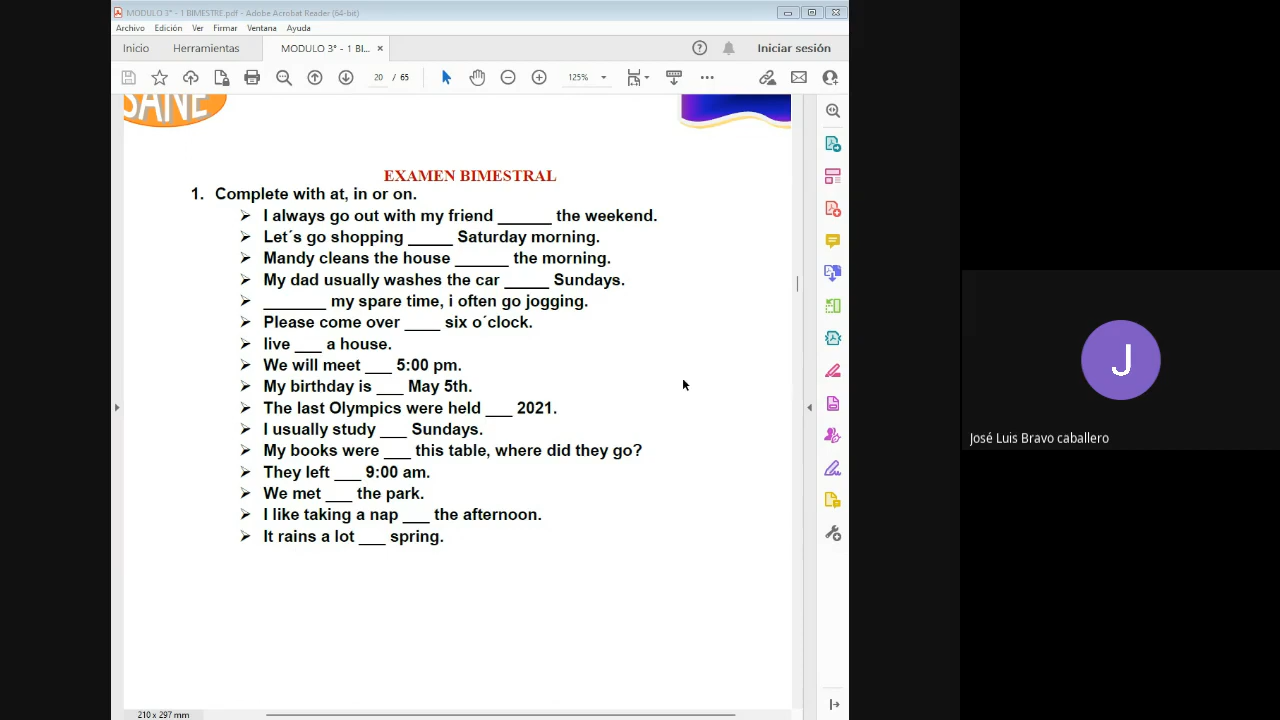 MODULO 3° - 1 BIMESTRE.pdf - Adobe Acrobat Reader (64-bit)
Archivo Edición Ver Firmar Ventana Ayuda
Inicio Herramientas MODULO 3° - 1 BI... × Iniciar sesión
20 / 65 125%
SANE
EXAMEN BIMESTRAL
1. Complete with at, in or on.
➢ I always go out with my friend ______ the weekend.
➢ Let´s go shopping _____ Saturday morning.
➢ Mandy cleans the house ______ the morning.
➢ My dad usually washes the car _____ Sundays.
➢ _______ my spare time, i often go jogging.
➢ Please come over ____ six o´clock.
➢ live ___ a house.
➢ We will meet ___ 5:00 pm.
➢ My birthday is ___ May 5th.
➢ The last Olympics were held ___ 2021.
➢ I usually study ___ Sundays.
➢ My books were ___ this table, where did they go?
➢ They left ___ 9:00 am.
➢ We met ___ the park.
➢ I like taking a nap ___ the afternoon.
➢ It rains a lot ___ spring.
210 x 297 mm
J
José Luis Bravo caballero